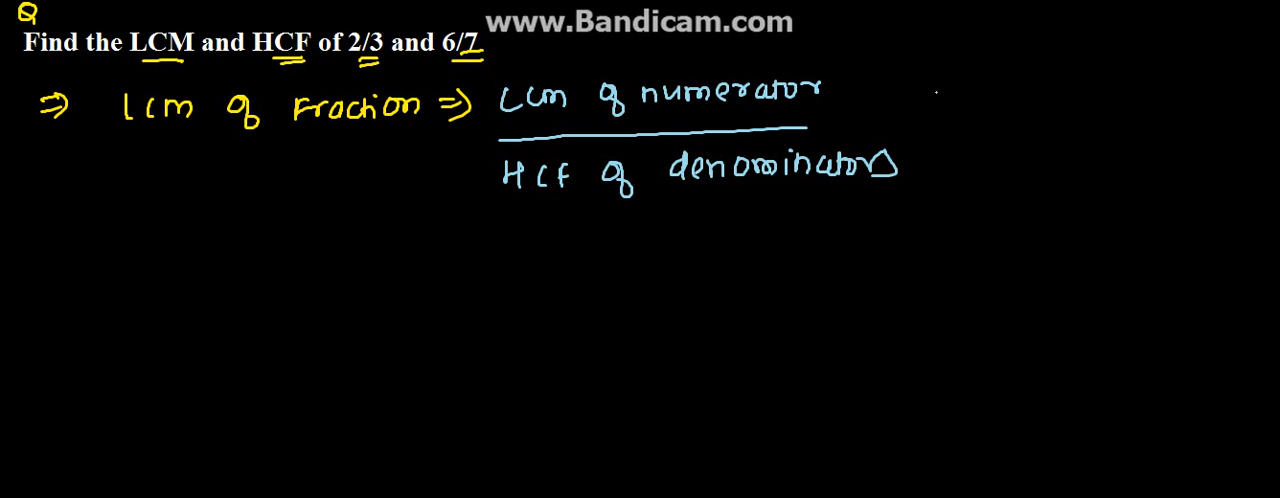 Q
www.Bandicam.com
Find the LCM and HCF of 2/3 and 6/7
⇒ LCM of Fraction ⇒ LCM of numerator
HCF of denominators